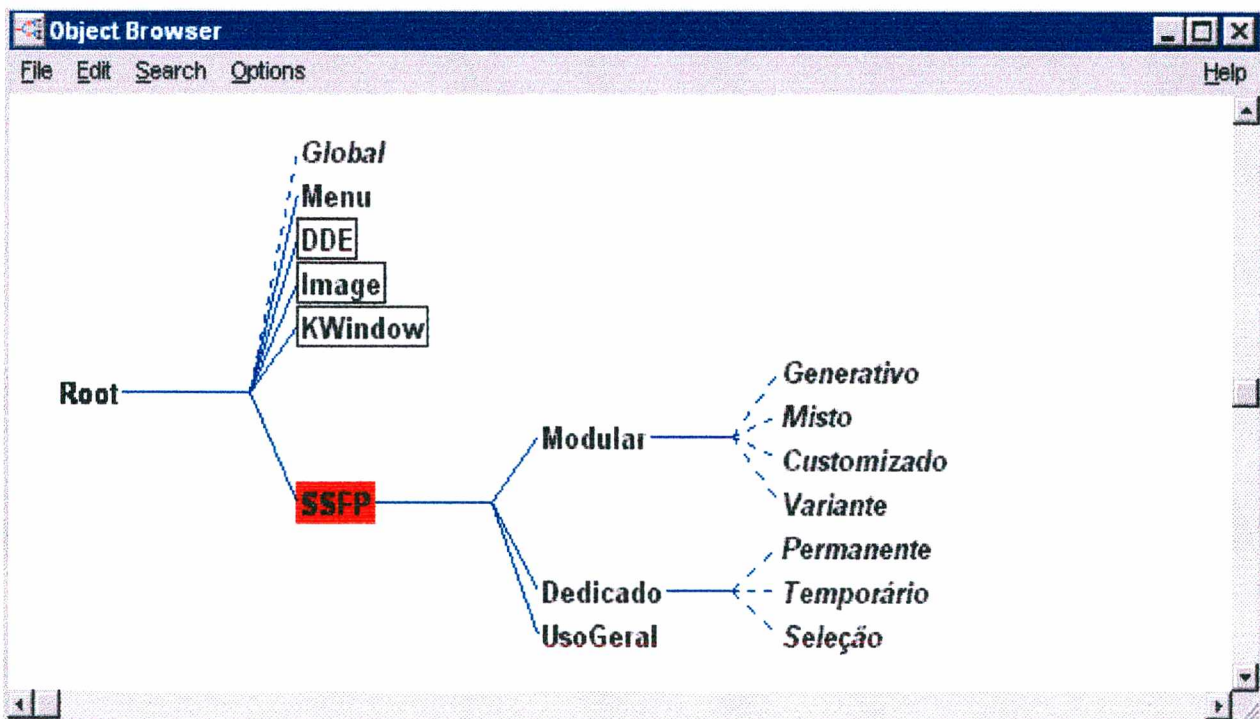 Object Browser
File Edit Search Options Help
Global
Menu
DDE
Image
KWindow
Root
SSFP
Modular
Generativo
Misto
Customizado
Variante
Dedicado
Permanente
Temporário
Seleção
UsoGeral